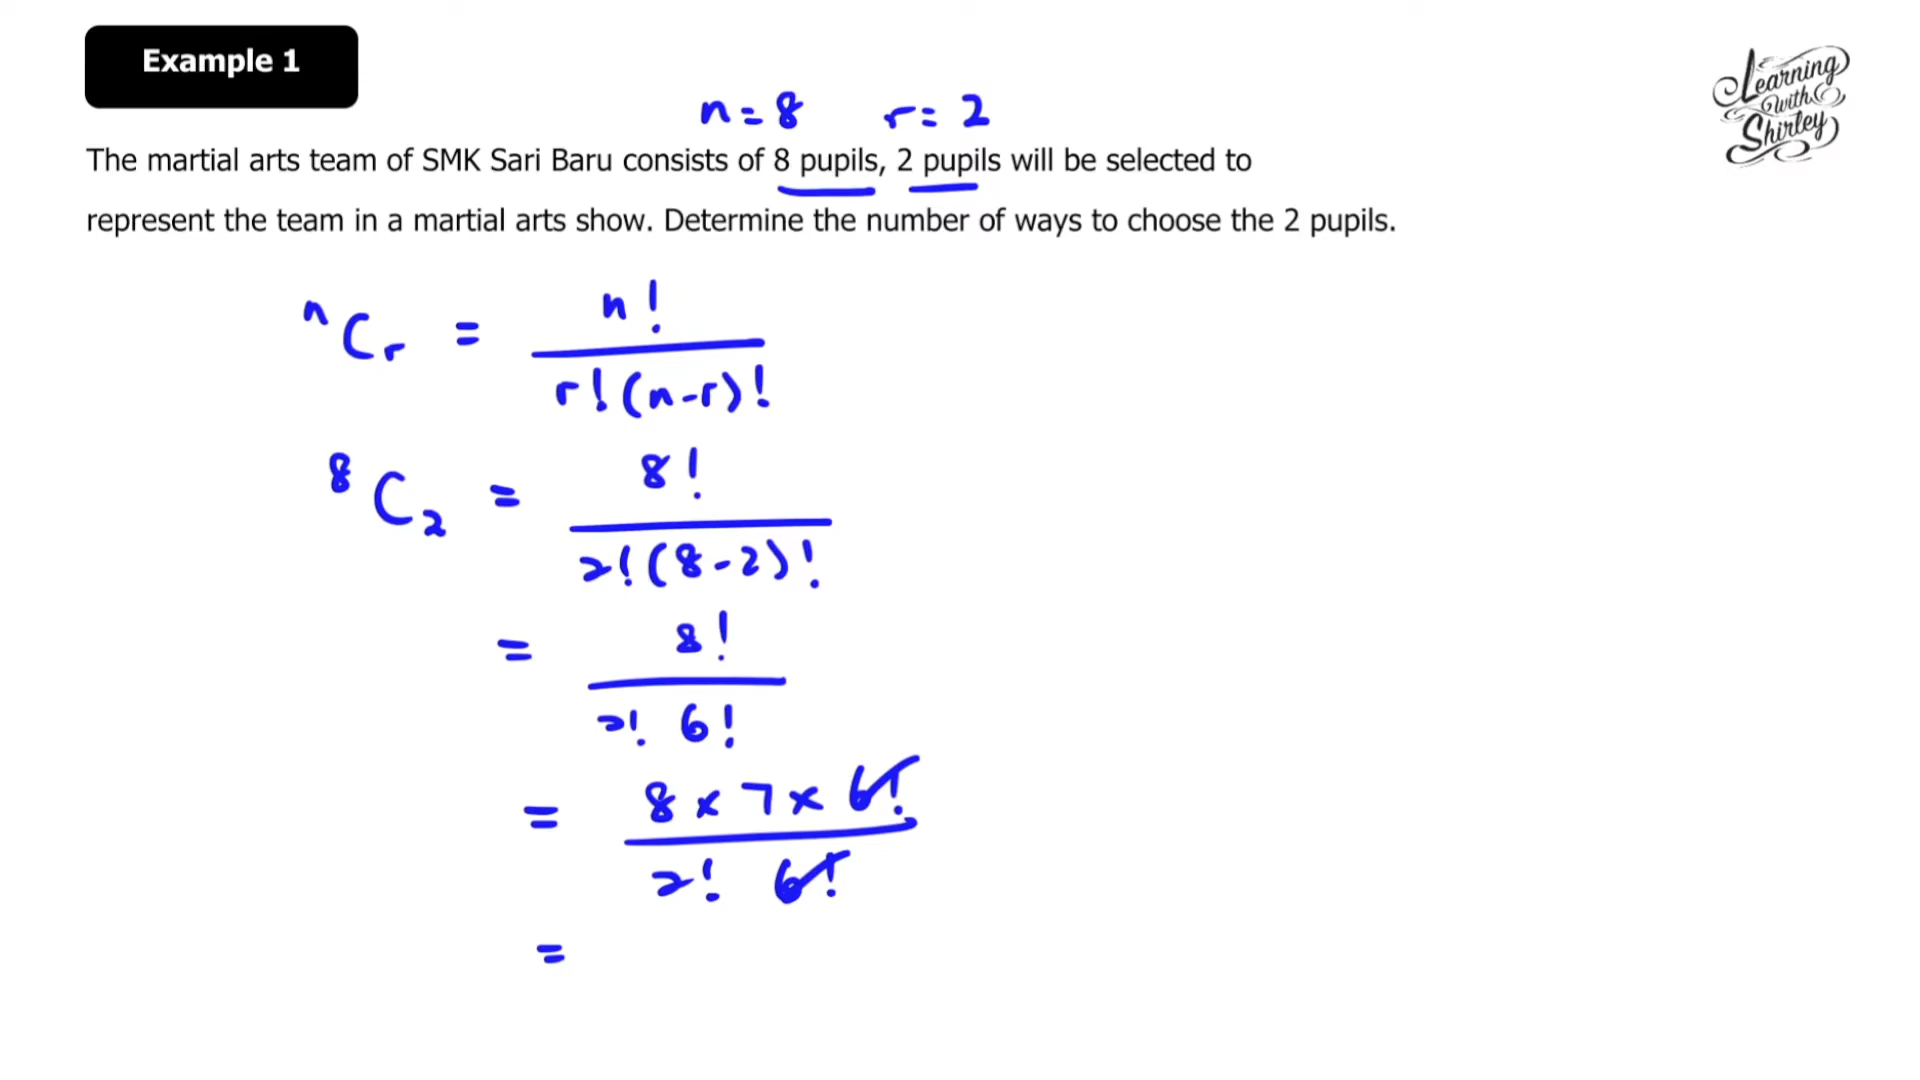 Example 1
Learning
with
Shirley
n = 8 r = 2
The martial arts team of SMK Sari Baru consists of 8 pupils, 2 pupils will be selected to
represent the team in a martial arts show. Determine the number of ways to choose the 2 pupils.
n!
ⁿCᵣ =
r!(n-r)!
8!
⁸C₂ =
2!(8-2)!
8!
=
2! 6!
8 × 7 × 6!
=
2! 6!
=